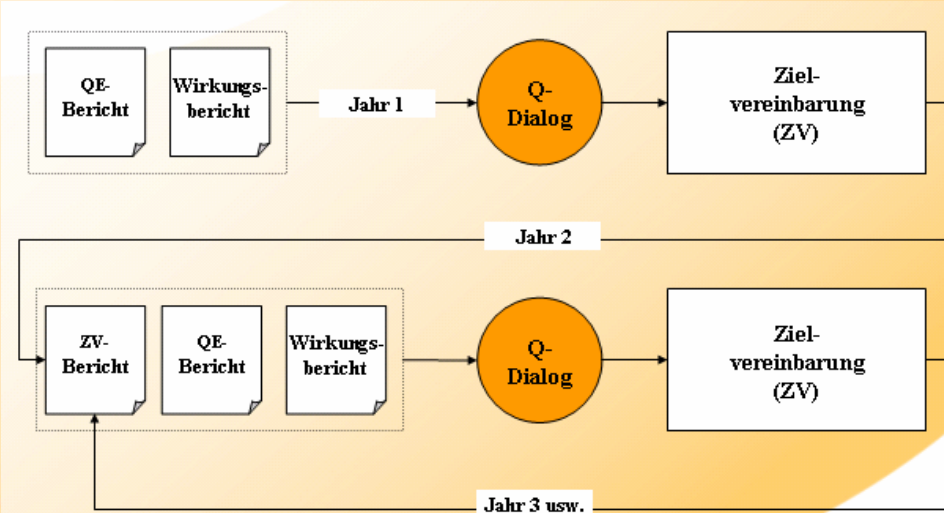 QE-
Bericht
Wirkungs-
bericht
Jahr 1
Q-
Dialog
Ziel-
vereinbarung
(ZV)
Jahr 2
ZV-
Bericht
QE-
Bericht
Wirkungs-
bericht
Q-
Dialog
Ziel-
vereinbarung
(ZV)
Jahr 3 usw.